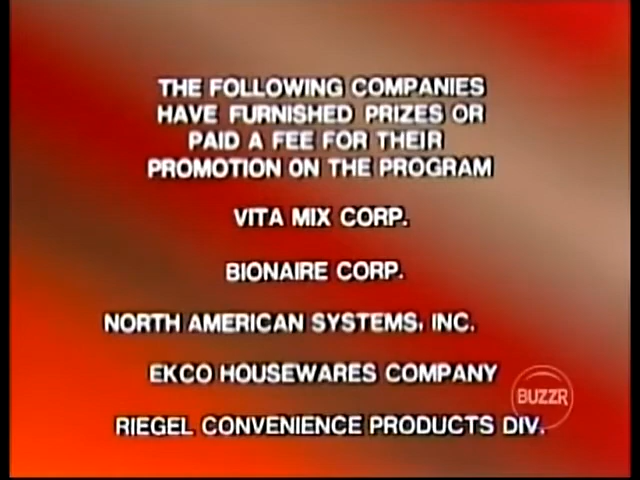 THE FOLLOWING COMPANIES
HAVE FURNISHED PRIZES OR
PAID A FEE FOR THEIR
PROMOTION ON THE PROGRAM
VITA MIX CORP.
BIONAIRE CORP.
NORTH AMERICAN SYSTEMS, INC.
EKCO HOUSEWARES COMPANY
BUZZR
RIEGEL CONVENIENCE PRODUCTS DIV.